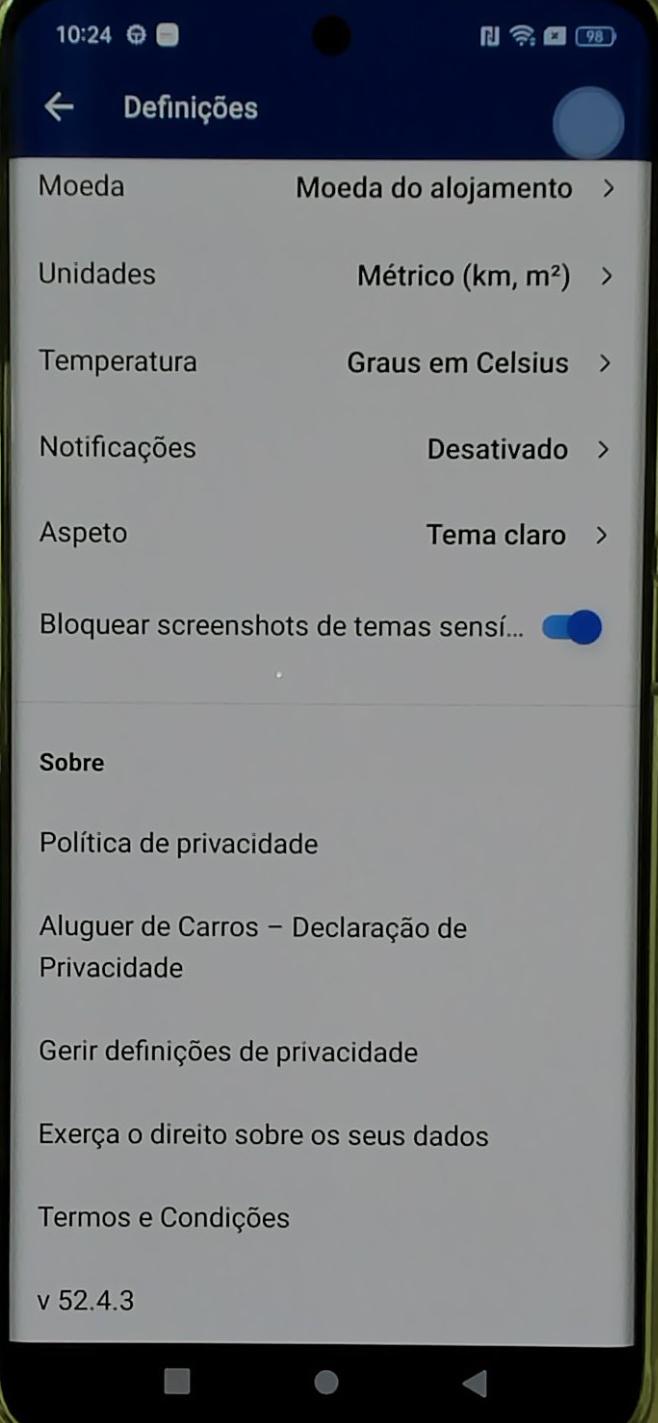 10:24 98
Definições
Moeda Moeda do alojamento
Unidades Métrico (km, m²)
Temperatura Graus em Celsius
Notificações Desativado
Aspeto Tema claro
Bloquear screenshots de temas sensí...
Sobre
Política de privacidade
Aluguer de Carros – Declaração de
Privacidade
Gerir definições de privacidade
Exerça o direito sobre os seus dados
Termos e Condições
v 52.4.3